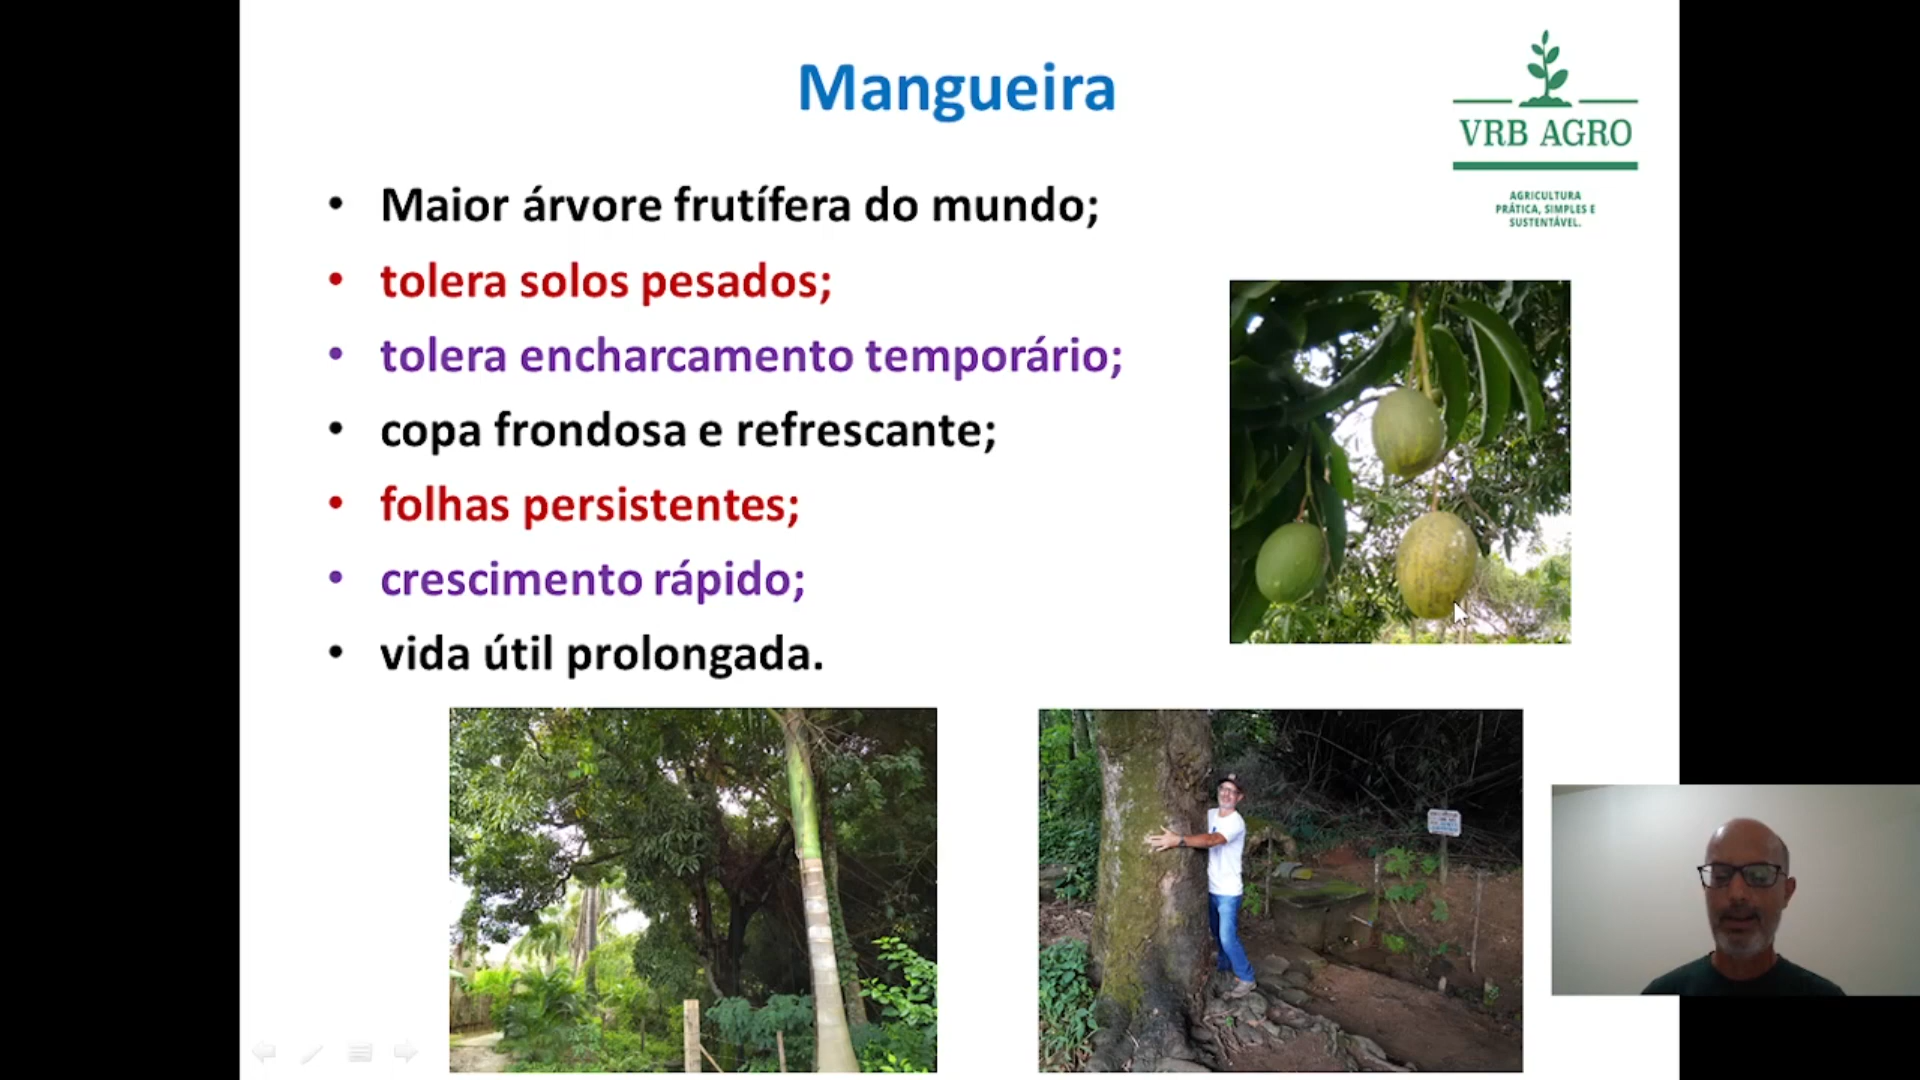 Mangueira
VRB AGRO
AGRICULTURA
PRÁTICA, SIMPLES E
SUSTENTÁVEL.
• Maior árvore frutífera do mundo;
• tolera solos pesados;
• tolera encharcamento temporário;
• copa frondosa e refrescante;
• folhas persistentes;
• crescimento rápido;
• vida útil prolongada.